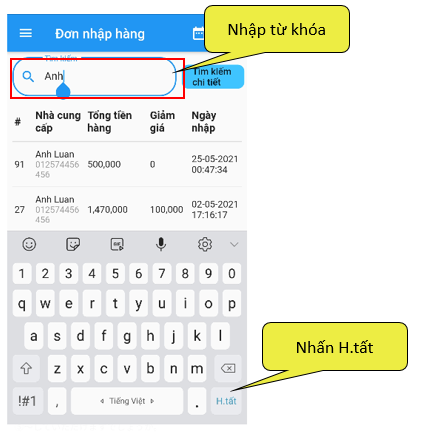 Đơn nhập hàng
Nhập từ khóa
Tìm kiếm
Anh
Tìm kiếm
chi tiết
# Nhà cung cấp Tổng tiền hàng Giảm giá Ngày nhập
91 Anh Luan 012574456456 500,000 0 25-05-2021 00:47:34
27 Anh Luan 012574456456 1,470,000 100,000 02-05-2021 17:16:17
GIF
1 2 3 4 5 6 7 8 9 0
q w e r t y u i o p
a s d f g h j k l
Nhấn H.tất
z x c v b n m
!#1 , Tiếng Việt . H.tất